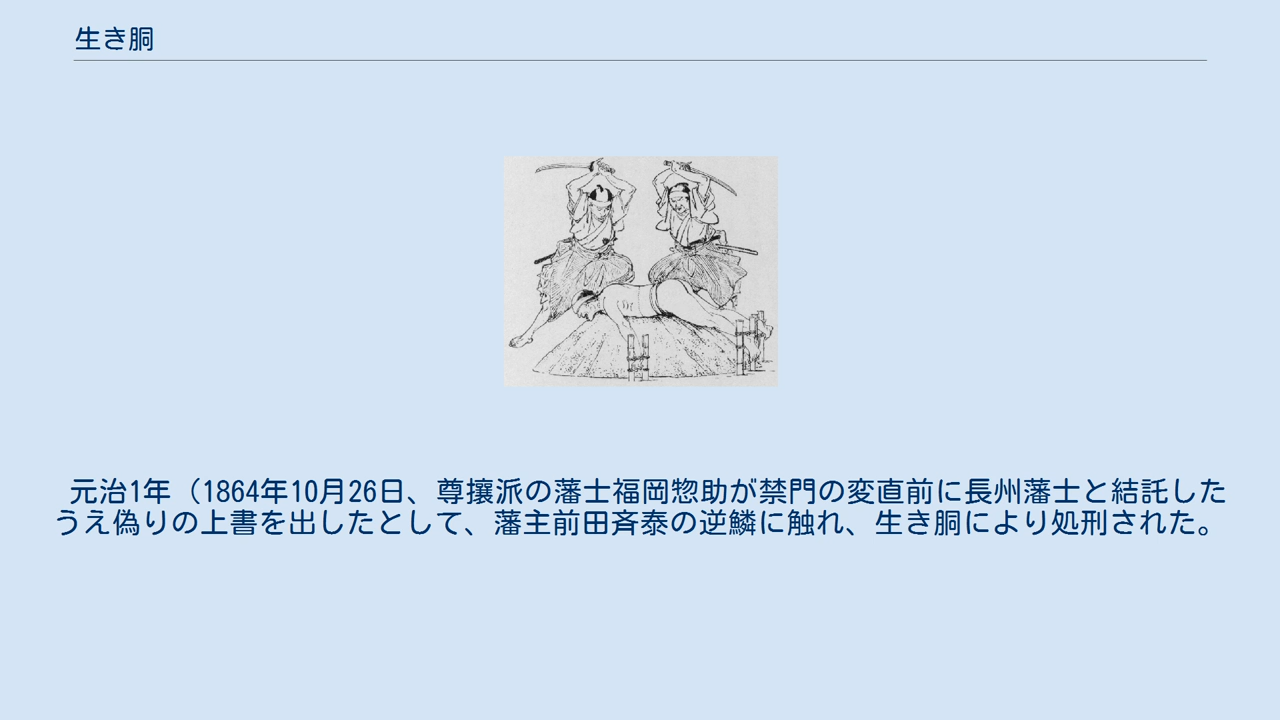 生き胴
元治1年（1864年10月26日、尊攘派の藩士福岡惣助が禁門の変直前に長州藩士と結託した
うえ偽りの上書を出したとして、藩主前田斉泰の逆鱗に触れ、生き胴により処刑された。